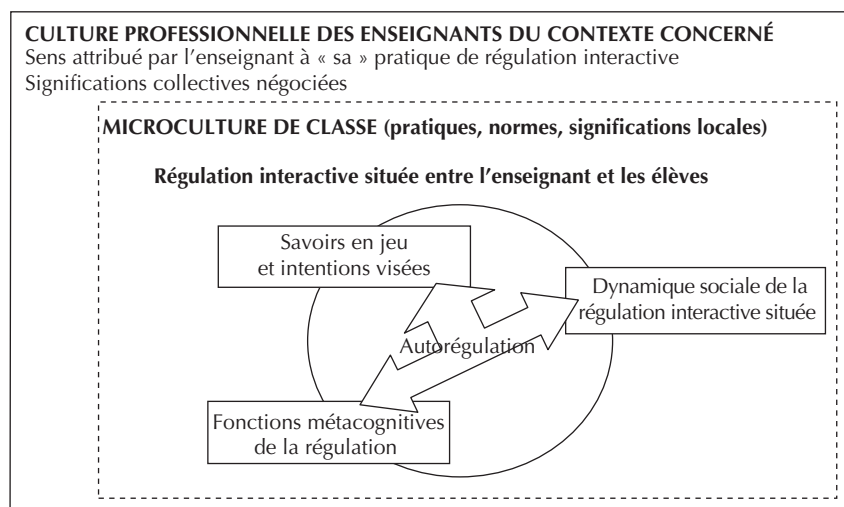 CULTURE PROFESSIONNELLE DES ENSEIGNANTS DU CONTEXTE CONCERNÉ
Sens attribué par l’enseignant à « sa » pratique de régulation interactive
Significations collectives négociées
MICROCULTURE DE CLASSE (pratiques, normes, significations locales)
Régulation interactive située entre l’enseignant et les élèves
Savoirs en jeu
et intentions visées
Dynamique sociale de la
régulation interactive située
Autorégulation
Fonctions métacognitives
de la régulation